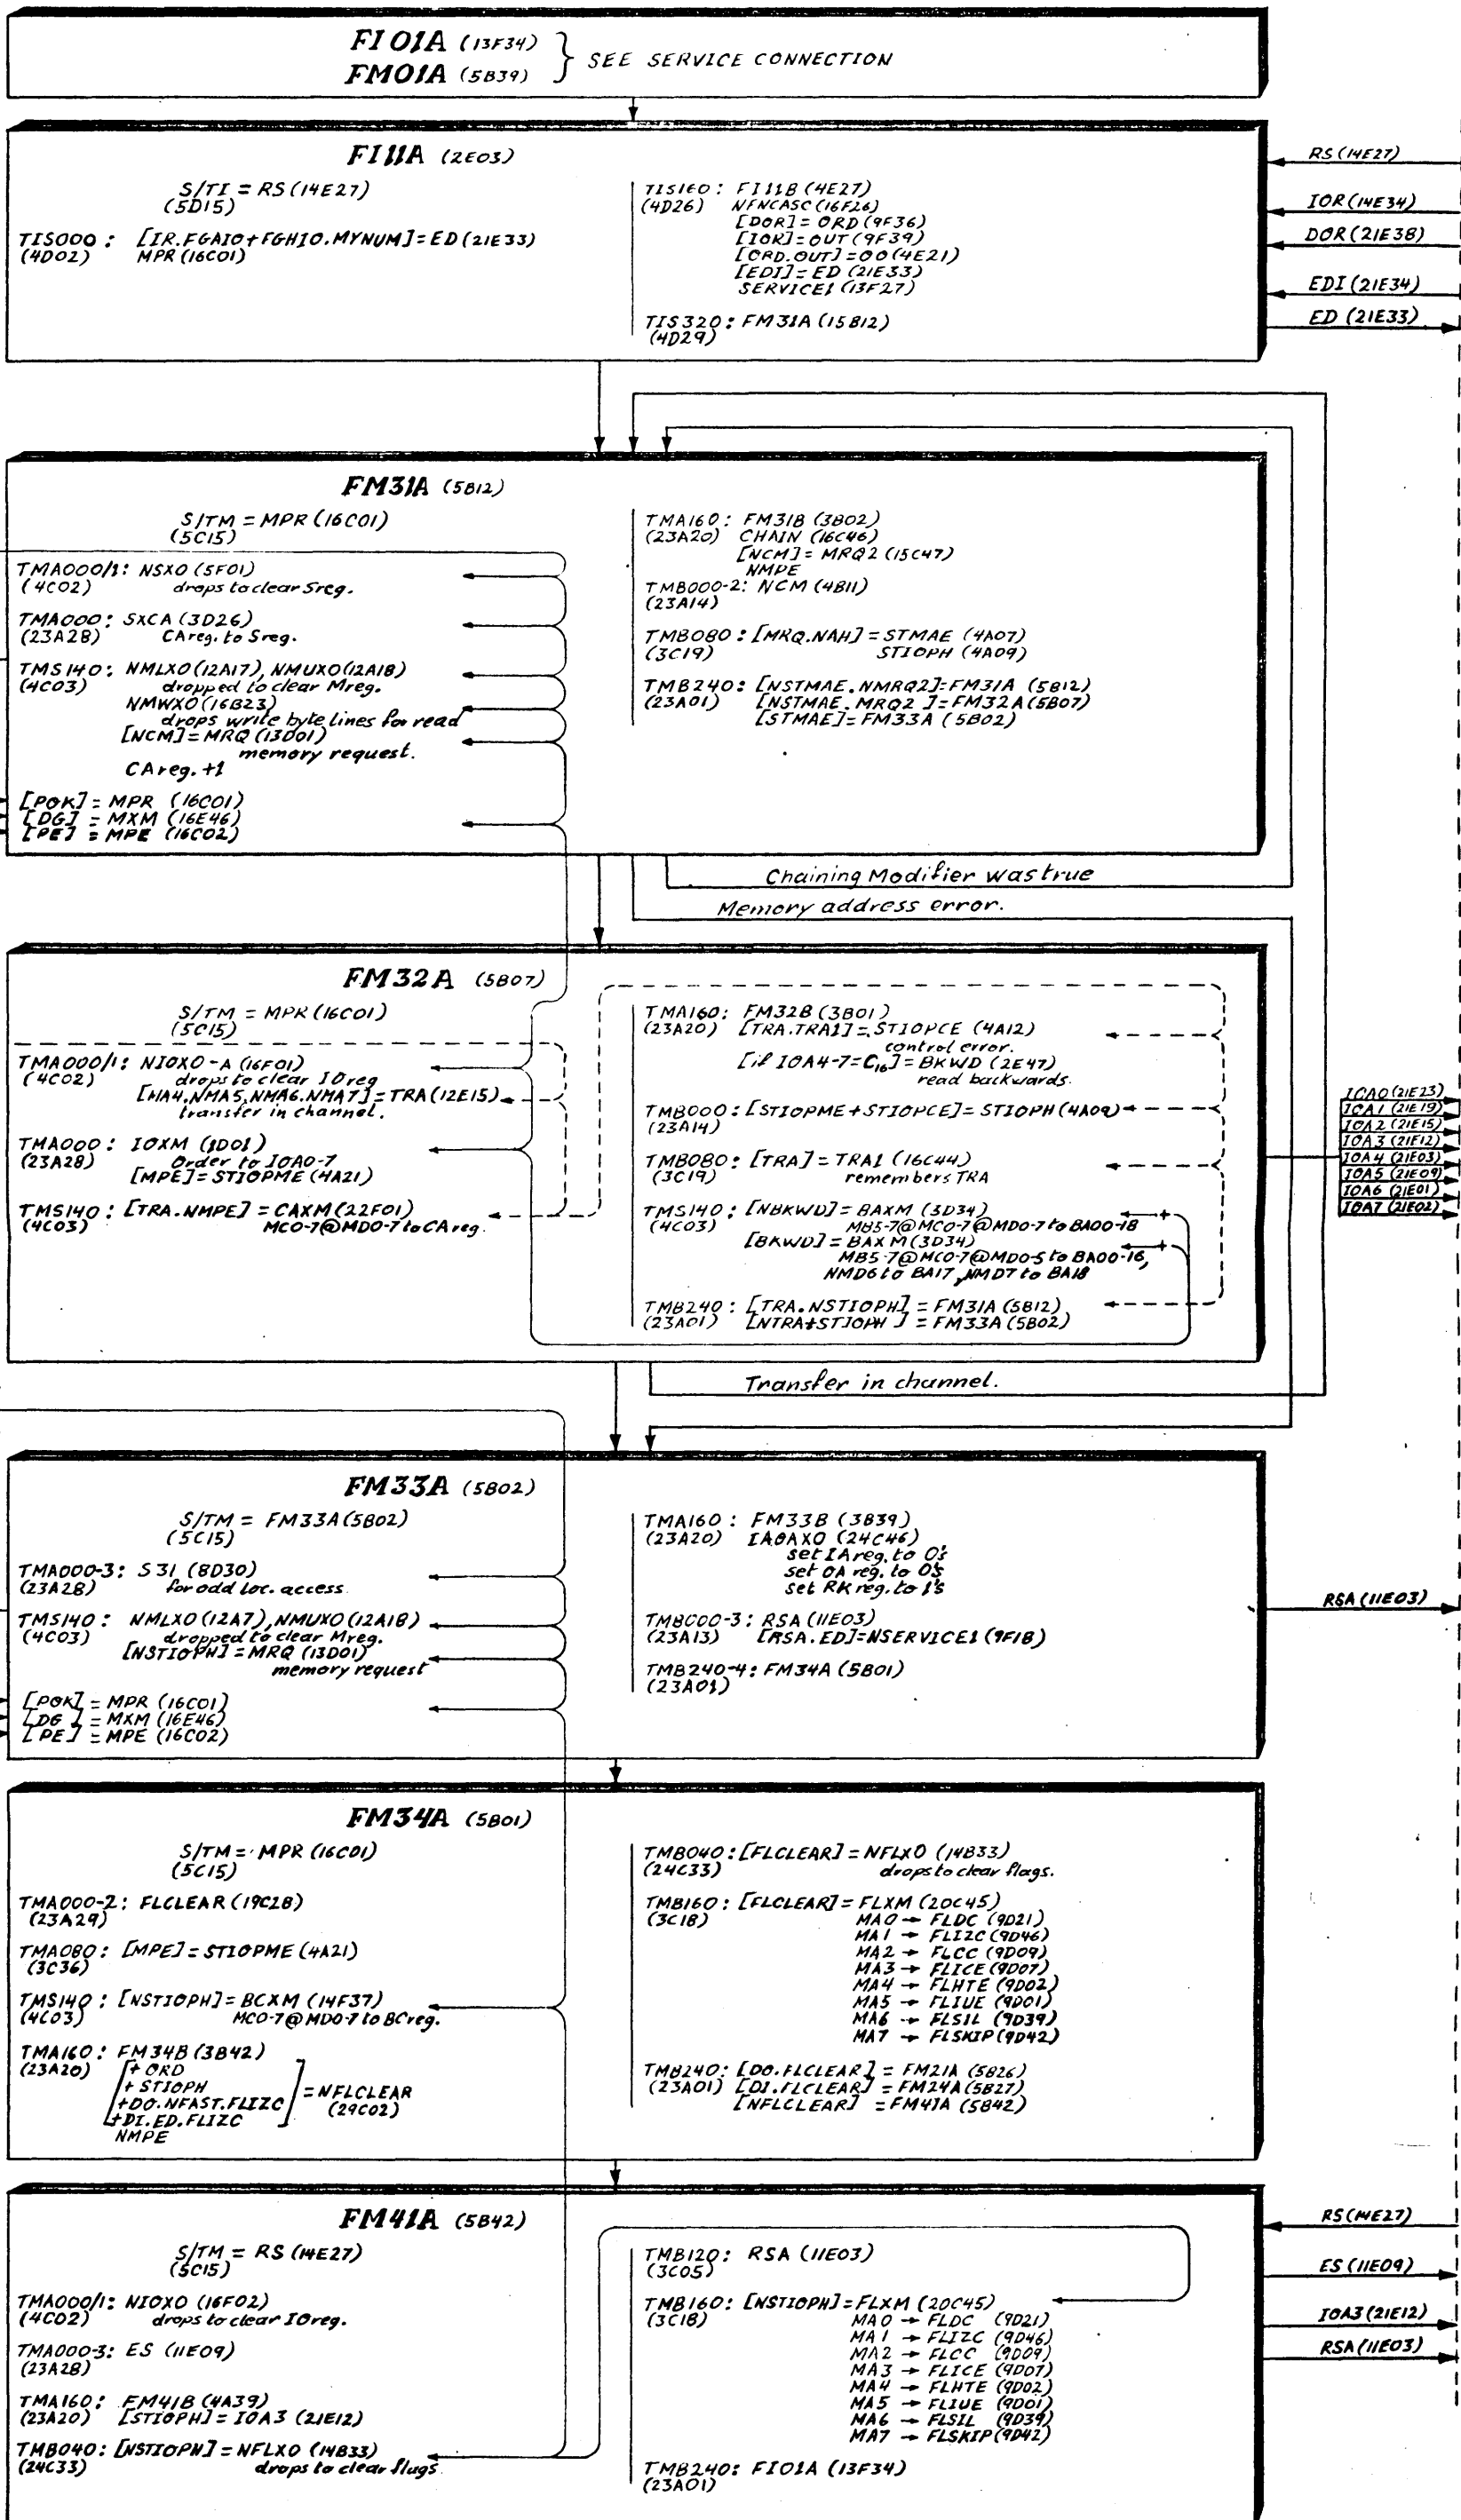 FI01A (13F34)
FM01A (5B39)
SEE SERVICE CONNECTION
FI11A (2E03)
S/TI = RS (14E27)
(5D15)
TIS000: [IR.FGAIO+FGHIO.MYNUM]=ED(21E33)
(4D02) MPR(16C01)
TIS160: FI11B (4E27)
(4D26) NFNCASC(16F26)
[DOR]=ORD(9F36)
[IOR]=OUT(9F39)
[ORD.OUT]=OO(4E21)
[EDI]=ED(21E33)
SERVICE1(13F27)
TIS320: FM31A(15B12)
(4D29)
RS(14E27)
IOR(14E34)
DOR(21E38)
EDI(21E34)
ED (21E33)
FM31A (5B12)
S/TM = MPR(16C01)
(5C15)
TMA000/1: NSXO (5F01)
(4C02) drops to clear Sreg.
TMA000: SXCA (3D26)
(23A28) CAreg. to Sreg.
TMS140: NMLXO(12A17), NMUXO(12A18)
(4C03) dropped to clear Mreg.
NMWXO(16B23)
drops write byte lines for read
[NCM]=MRQ(13D01)
memory request.
CAreg.+1
[POK]= MPR (16C01)
[DG] = MXM (16E46)
[PE] = MPE (16C02)
TMA160: FM31B (3B02)
(23A20) CHAIN (16C46)
[NCM]= MRQ2 (15C47)
NMPE
TMB000-2: NCM (4B11)
(23A14)
TMB080: [MRQ.NAH]= STMAE (4A07)
(3C19) STIOPH (4A09)
TMB240: [NSTMAE.NMRQ2]=FM31A (5B12)
(23A01) [NSTMAE.MRQ2]=FM32A(5B07)
[STMAE]=FM33A (5B02)
Chaining Modifier was true
Memory address error.
FM32A (5B07)
S/TM = MPR(16C01)
(5C15)
TMA000/1: NIOXO-A (16F01)
(4C02) drops to clear IOreg
[MA4.NMA5.NMA6.NMA7]=TRA(12E15)
transfer in channel.
TMA000: IOXM (1D01)
(23A28) Order to IOA0-7
[MPE]=STIOPME(4A21)
TMS140: [TRA.NMPE]=CAXM(22F01)
(4C03) MC0-7@MD0-7 to CAreg.
TMA160: FM32B (3B01)
(23A20) [TRA.TRA1]=STIOPCE (4A12)
control error.
[if IOA4-7=C16]=BKWD (2E47)
read backwards.
TMB000: [STIOPME+STIOPCE]=STIOPH(4A09)
(23A14)
TMB080: [TRA]=TRA1 (16C44)
(3C19) remembers TRA
TMS140: [NBKWD]=BAXM (3D34)
(4C03) MB5-7@MC0-7@MD0-7 to BA00-18
[BKWD]=BAXM(3D34)
MB5-7@MC0-7@MD0-5 to BA00-16,
NMD6 to BA17, NMD7 to BA18
TMB240: [TRA.NSTIOPH]=FM31A (5B12)
(23A01) [NTRA+STIOPH]=FM33A(5B02)
IOA0(21E23)
IOA1(21E19)
IOA2(21E15)
IOA3(21E12)
IOA4(21E03)
IOA5(21E09)
IOA6(21E01)
IOA7(21E02)
Transfer in channel.
FM33A (5B02)
S/TM = FM33A(5B02)
(5C15)
TMA000-3: S31 (8D30)
(23A28) for odd Loc. access
TMS140: NMLXO(12A7), NMUXO(12A18)
(4C03) dropped to clear Mreg.
[NSTIOPH]=MRQ(13D01)
memory request
[POK]= MPR (16C01)
[DG]=MXM (16E46)
[PE]= MPE (16C02)
TMA160: FM33B (3B39)
(23A20) IAOAXO (24C46)
set IAreg. to 0's
set OA reg. to 0's
set RK reg. to 1's
TMB000-3: RSA(11E03)
(23A13) [RSA.ED]=NSERVICE1(9F18)
TMB240-4: FM34A (5B01)
(23A01)
RSA(11E03)
FM34A (5B01)
S/TM= MPR(16C01)
(5C15)
TMA000-2: FLCLEAR(19C28)
(23A29)
TMA080: [MPE]=STIOPME(4A21)
(3C36)
TMS140: [NSTIOPH]=BCXM (14F37)
(4C03) MC0-7@MD0-7 to BCreg.
TMA160: FM34B(3B42)
(23A20) + ORD
+ STIOPH
+DO.NFAST.FLIZC =NFLCLEAR
+DI.ED.FLIZC (29C02)
NMPE
TMB040:[FLCLEAR]=NFLXO (14B33)
(24C33) drops to clear flags.
TMB160: [FLCLEAR]=FLXM(20C45)
(3C18) MA0 → FLDC (9D21)
MA1 → FLIZC(9D46)
MA2 → FLCC (9D09)
MA3 → FLICE(9D07)
MA4 → FLHTE(9D02)
MA5 → FLIUE (9D01)
MA6 → FLSIL (9D39)
MA7 → FLSKIP(9D42)
TMB240: [DO.FLCLEAR]= FM21A (5B26)
(23A01) [DI.FLCLEAR]= FM24A(5B27)
[NFLCLEAR] =FM41A (5B42)
FM41A (5B42)
S/TM = RS (14E27)
(5C15)
TMA000/1: NIOXO (16F02)
(4C02) drops to clear IOreg.
TMA000-3: ES (11E09)
(23A28)
TMA160: FM41B (4A39)
(23A20) [STIOPH]=IOA3 (21E12)
TMB040: [NSTIOPH]=NFLXO (14B33)
(24C33) drops to clear flags
TMB120: RSA (11E03)
(3C05)
TMB160: [NSTIOPH]=FLXM (20C45)
(3C18) MA0 → FLDC (9D21)
MA1 → FLIZC (9D46)
MA2 → FLCC (9D09)
MA3 → FLICE (9D07)
MA4 → FLHTE (9D02)
MA5 → FLIUE (9D01)
MA6 → FLSIL (9D39)
MA7 → FLSKIP(9D42)
TMB240: FI01A (13F34)
(23A01)
RS(14E27)
ES (11E09)
IOA3(21E12)
RSA(11E03)